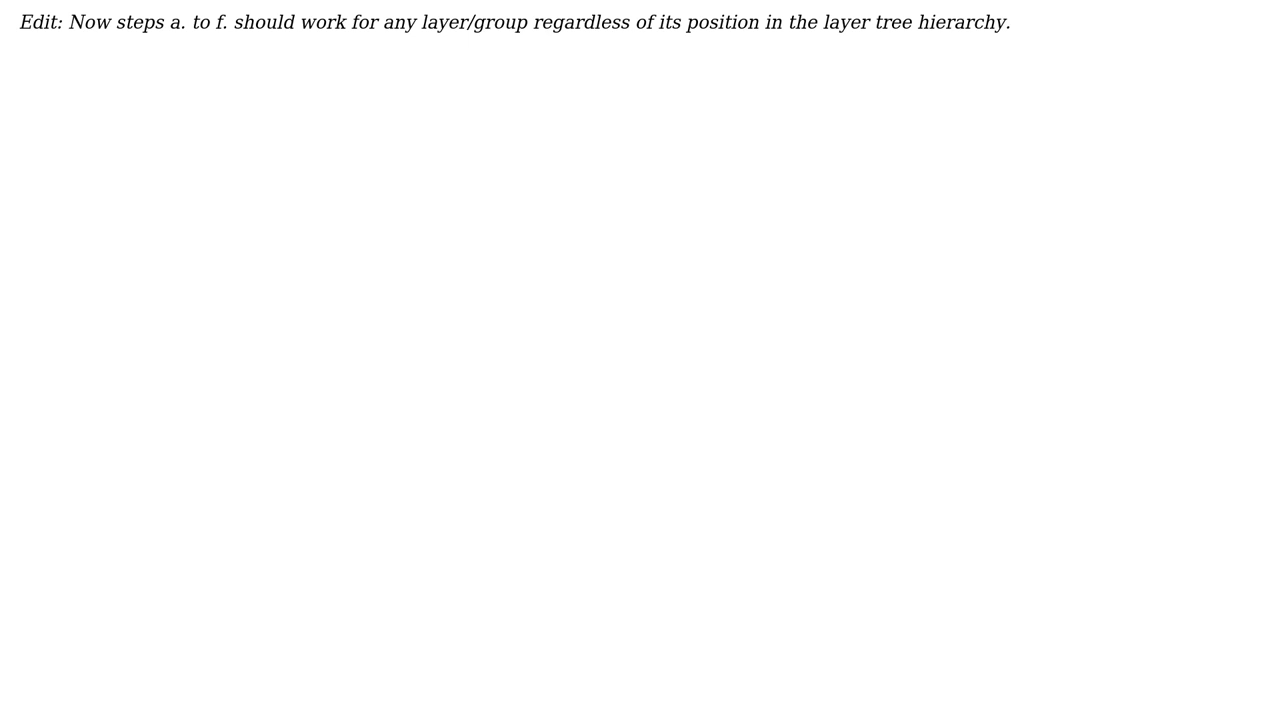 Edit: Now steps a. to f. should work for any layer/group regardless of its position in the layer tree hierarchy.